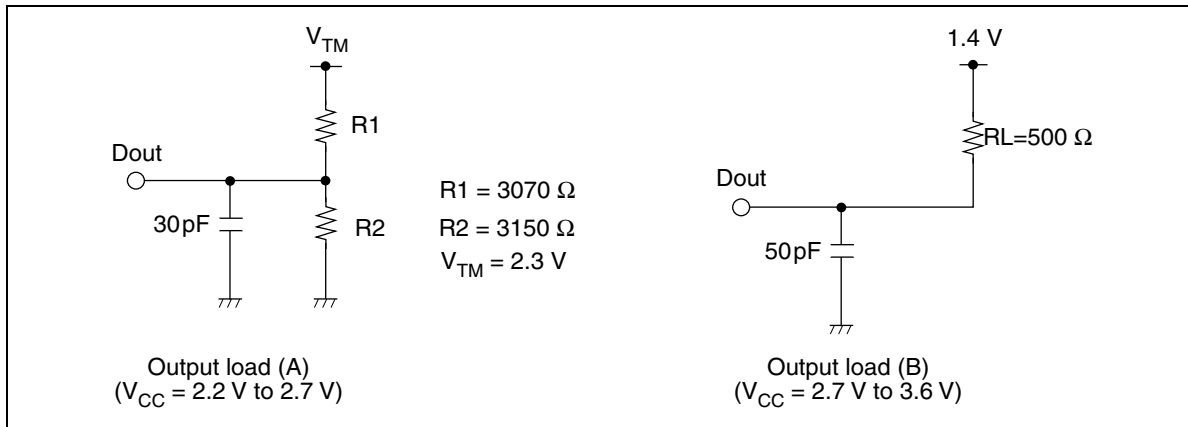 V_TM
R1
Dout
30pF
R2
R1 = 3070 Ω
R2 = 3150 Ω
V_TM = 2.3 V
Output load (A)
(V_CC = 2.2 V to 2.7 V)
1.4 V
RL=500 Ω
Dout
50pF
Output load (B)
(V_CC = 2.7 V to 3.6 V)